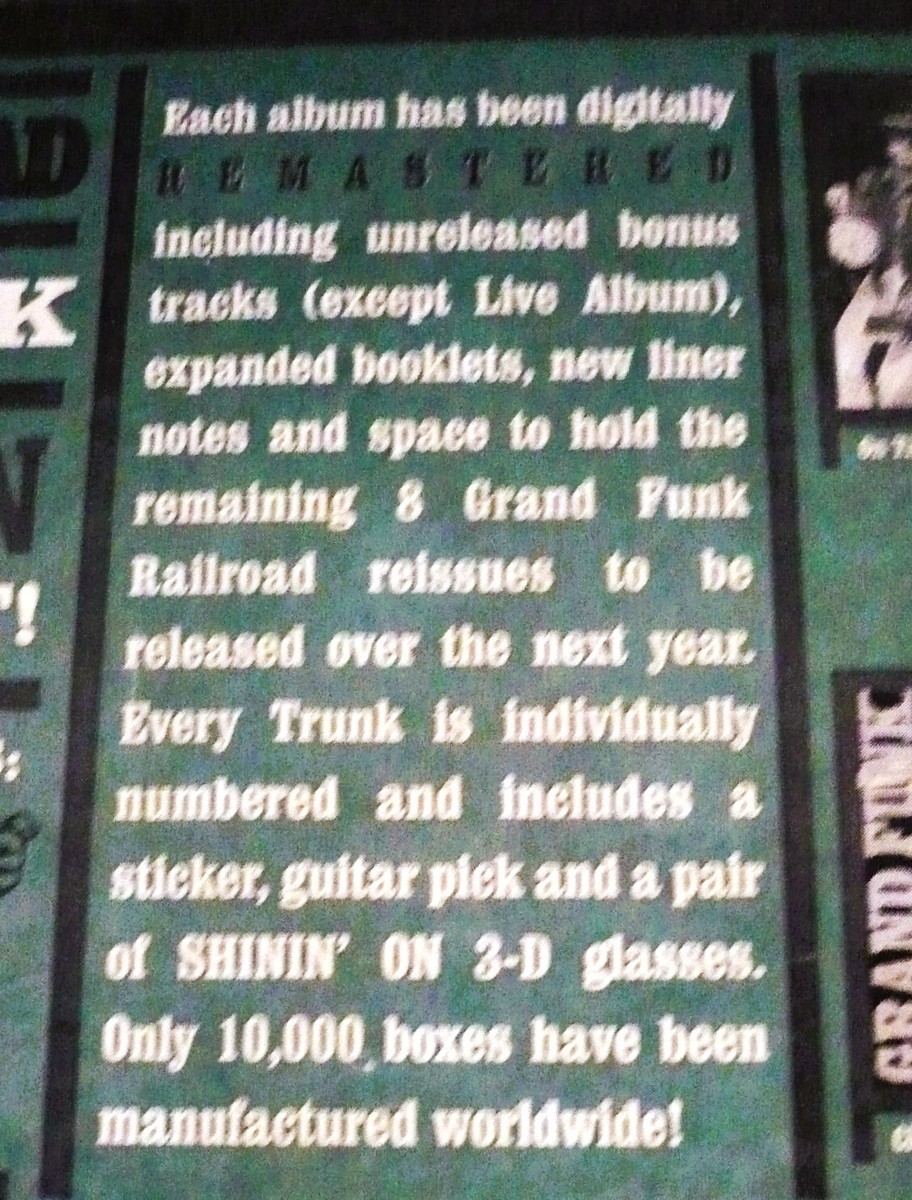 AD
K
N
T!
Each album has been digitally
REMASTERED
including unreleased bonus
tracks (except Live Album),
expanded booklets, new liner
notes and space to hold the
remaining 8 Grand Funk
Railroad reissues to be
released over the next year.
Every Trunk is individually
numbered and includes a
sticker, guitar pick and a pair
of SHININ' ON 3-D glasses.
Only 10,000 boxes have been
manufactured worldwide!
GRAND FUNK